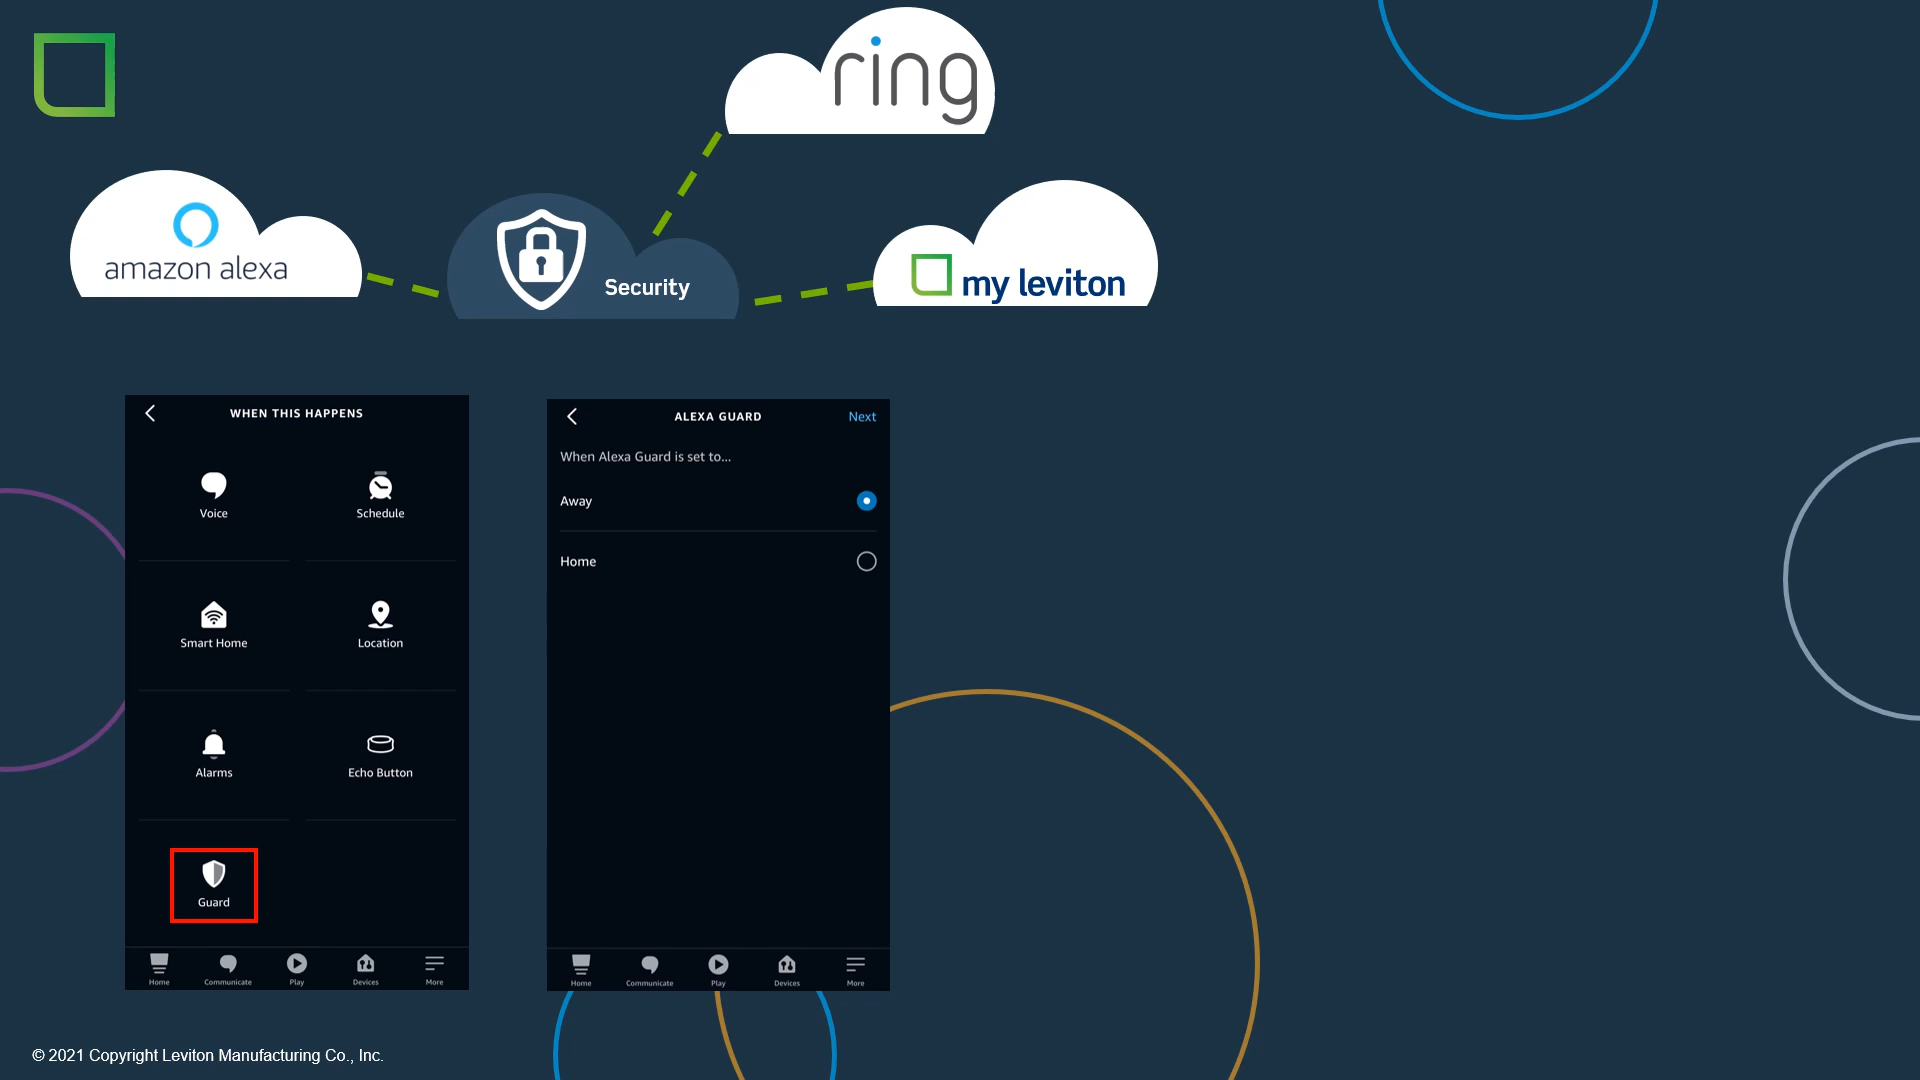 ring
amazon alexa
Security
my leviton
WHEN THIS HAPPENS
Voice
Schedule
Smart Home
Location
Alarms
Echo Button
Guard
Home
Communicate
Play
Devices
More
ALEXA GUARD
Next
When Alexa Guard is set to...
Away
Home
Home
Communicate
Play
Devices
More
© 2021 Copyright Leviton Manufacturing Co., Inc.